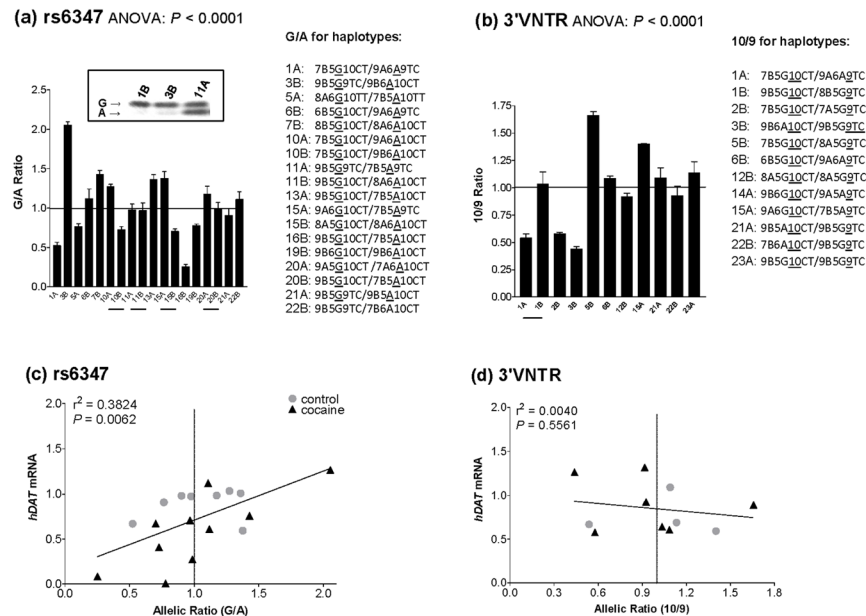 (a) rs6347 ANOVA: P < 0.0001
G/A for haplotypes:
1A: 7B5G10CT/9A6A9TC
3B: 9B5G9TC/9B6A10CT
5A: 8A6G10TT/7B5A10TT
6B: 6B5G10CT/9A6A9TC
7B: 8B5G10CT/8A6A10CT
10A: 7B5G10CT/9B6A10CT
10B: 7B5G10CT/9B6A10CT
11A: 9B5G9TC/7B5A9TC
11B: 9B5G10CT/8A6A10CT
13A: 9B5G10CT/7B5A10CT
15A: 9A6G10CT/7B5A9TC
15B: 8A5G10CT/8A6A10CT
16B: 9B5G10CT/7B5A10CT
19B: 9B6G10CT/9B6A10CT
20A: 9A5G10CT/7A6A10CT
20B: 9B5G10CT/7B5A10CT
21A: 9B5G9TC/9B5A10CT
22B: 9B5G9TC/7B6A10CT
G/A Ratio
2.5
2.0
1.5
1.0
0.5
0.0
1B 3B 11A
G →
A →
1A 3B 5A 6B 7B 10A 10B 11A 11B 13A 15A 15B 16B 19B 20A 20B 21A 22B
(b) 3'VNTR ANOVA: P < 0.0001
10/9 for haplotypes:
1A: 7B5G10CT/9A6A9TC
1B: 9B5G10CT/8B5G9TC
2B: 7B5G10CT/7A5G9TC
3B: 9B6A10CT/9B5G9TC
5B: 7B5G10CT/8A5G9TC
6B: 6B5G10CT/9A6A9TC
12B: 8A5G10CT/8A5G9TC
14A: 9B6G10CT/9A5A9TC
15A: 9A6G10CT/7B5A9TC
21A: 9B5A10CT/9B5G9TC
22B: 7B6A10CT/9B5G9TC
23A: 9B5G10CT/9B5G9TC
10/9 Ratio
1.75
1.50
1.25
1.00
0.75
0.50
0.25
0.00
1A 1B 2B 3B 5B 6B 12B 15A 21A 22B 23A
(c) rs6347
r2 = 0.3824
P = 0.0062
control
cocaine
hDAT mRNA
2.0
1.5
1.0
0.5
0.0
0.0 0.5 1.0 1.5 2.0
Allelic Ratio (G/A)
(d) 3'VNTR
r2 = 0.0040
P = 0.5561
hDAT mRNA
2.0
1.5
1.0
0.5
0.0
0.0 0.3 0.6 0.9 1.2 1.5 1.8
Allelic Ratio (10/9)